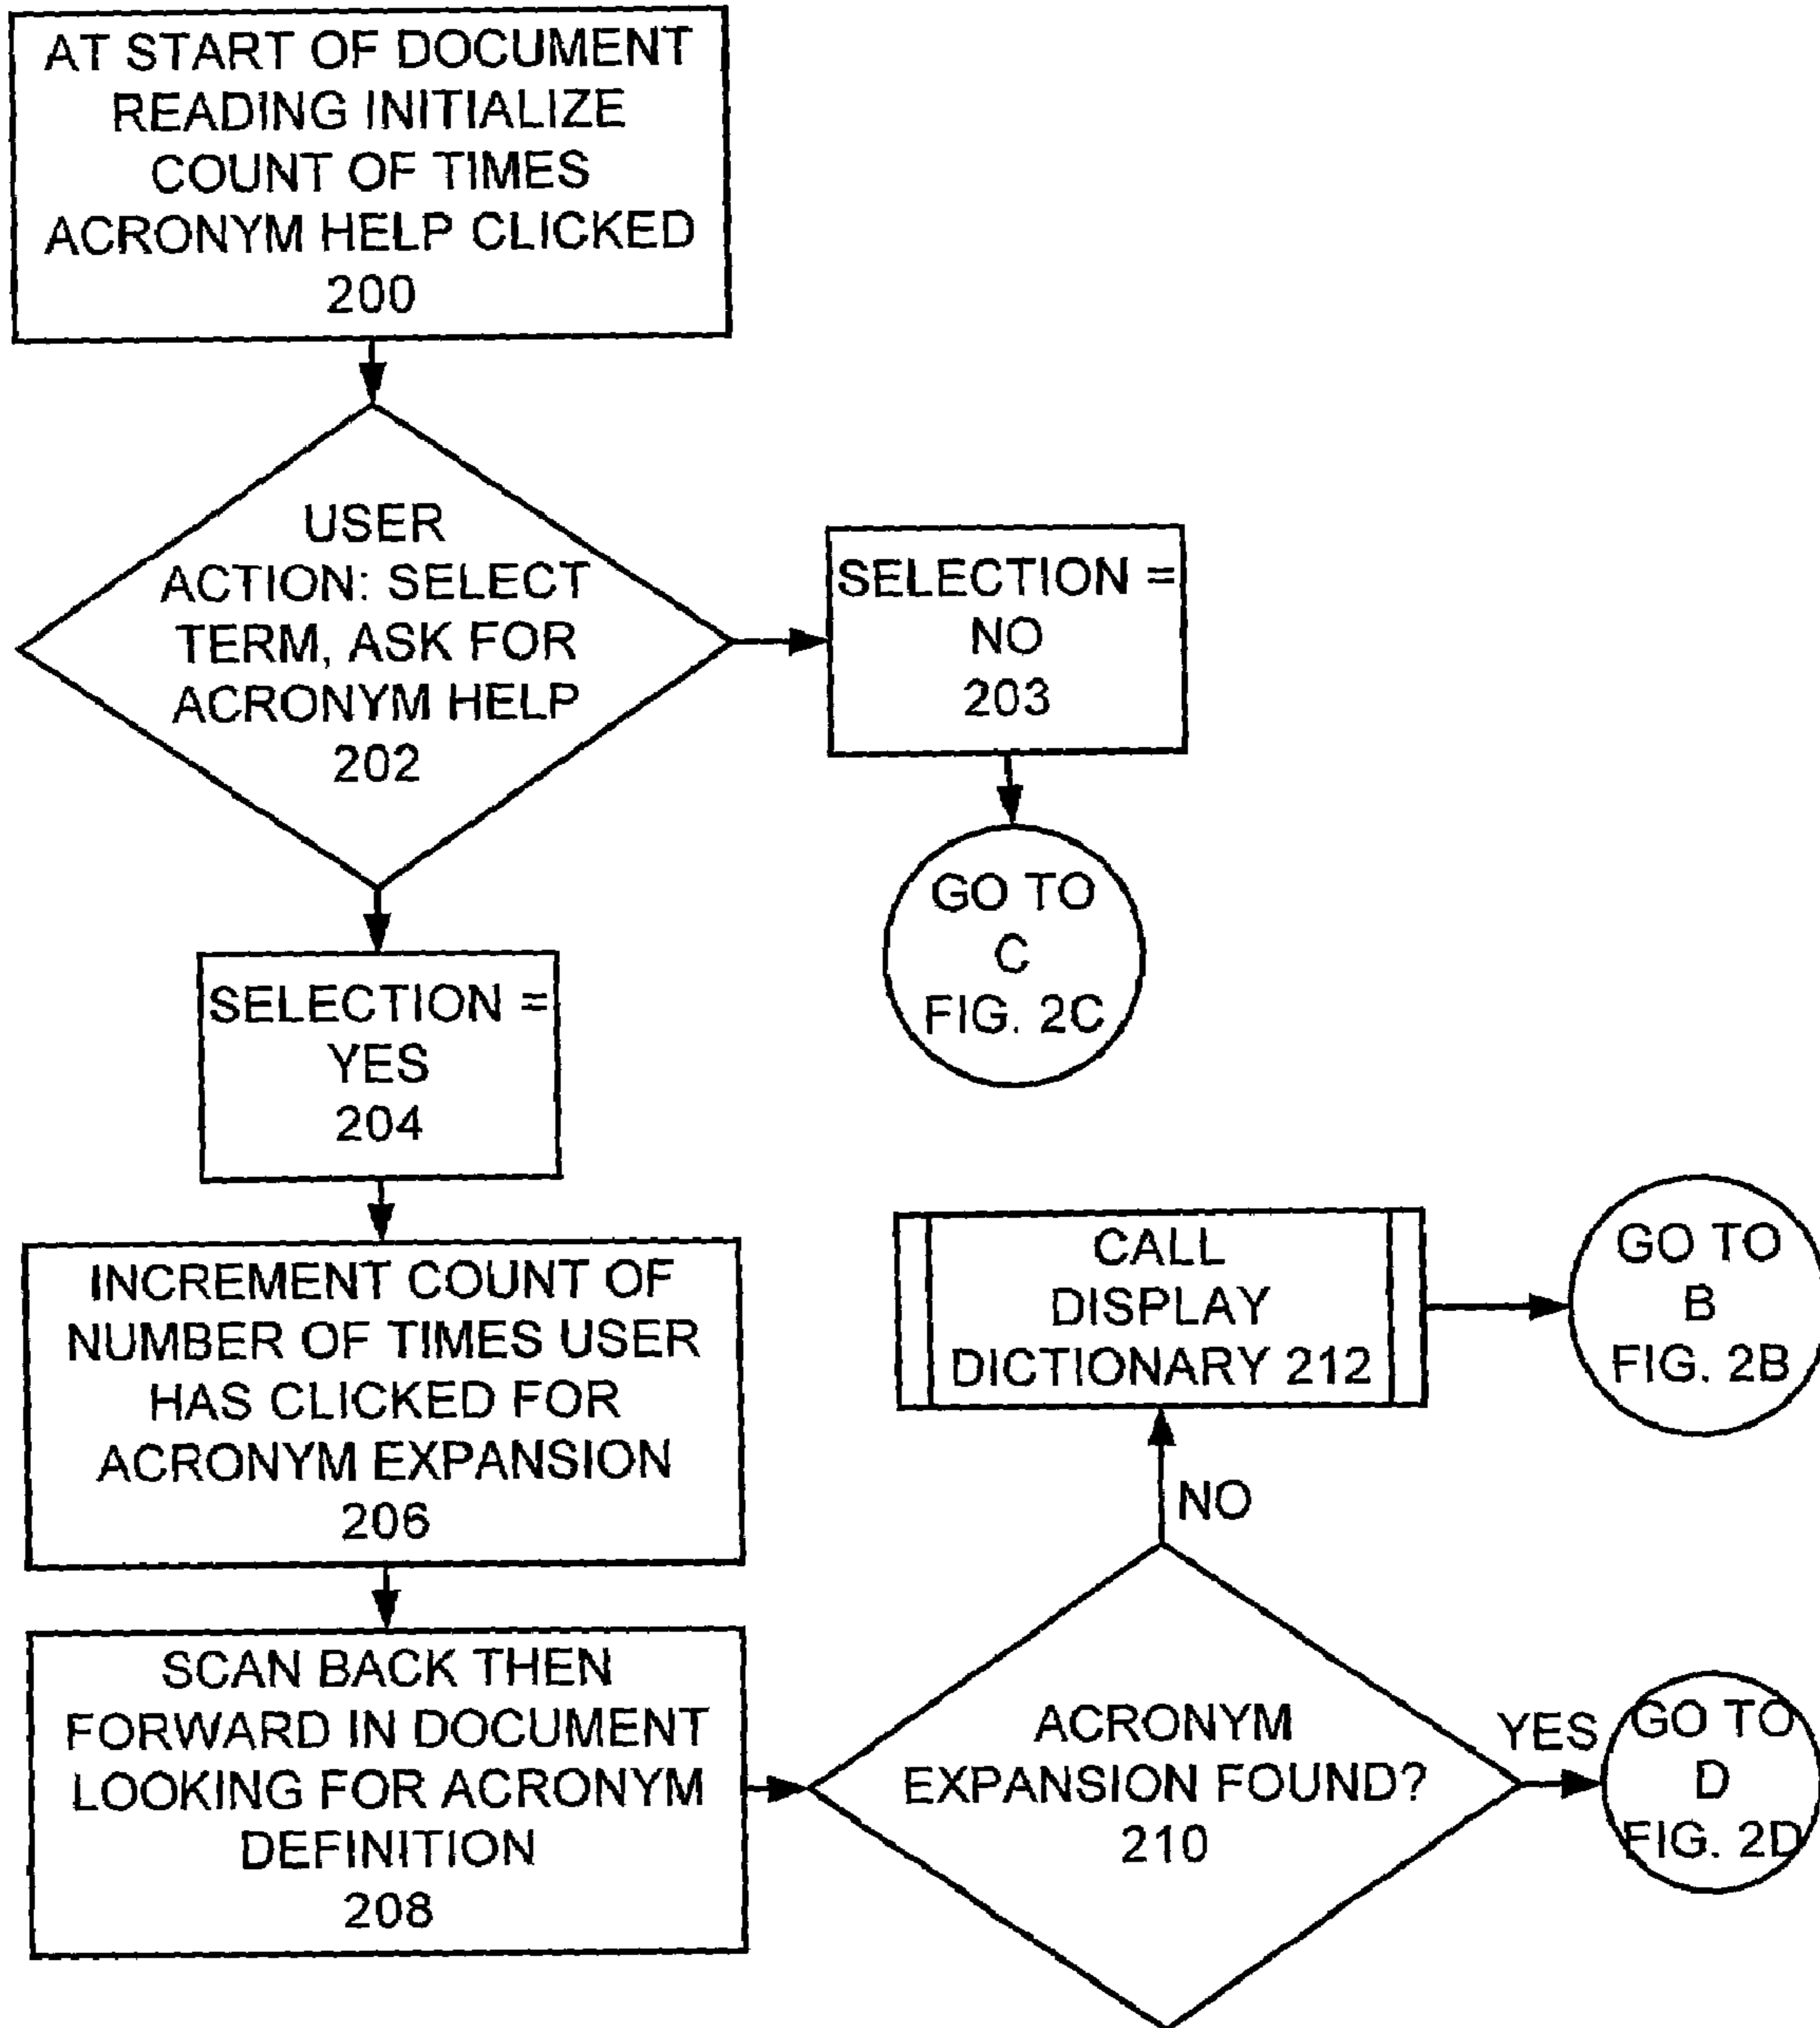 AT START OF DOCUMENT
READING INITIALIZE
COUNT OF TIMES
ACRONYM HELP CLICKED
200
USER
ACTION: SELECT
TERM, ASK FOR
ACRONYM HELP
202
SELECTION =
NO
203
GO TO
C
FIG. 2C
SELECTION =
YES
204
INCREMENT COUNT OF
NUMBER OF TIMES USER
HAS CLICKED FOR
ACRONYM EXPANSION
206
SCAN BACK THEN
FORWARD IN DOCUMENT
LOOKING FOR ACRONYM
DEFINITION
208
ACRONYM
EXPANSION FOUND?
210
NO
CALL
DISPLAY
DICTIONARY 212
GO TO
B
FIG. 2B
YES
GO TO
D
FIG. 2D